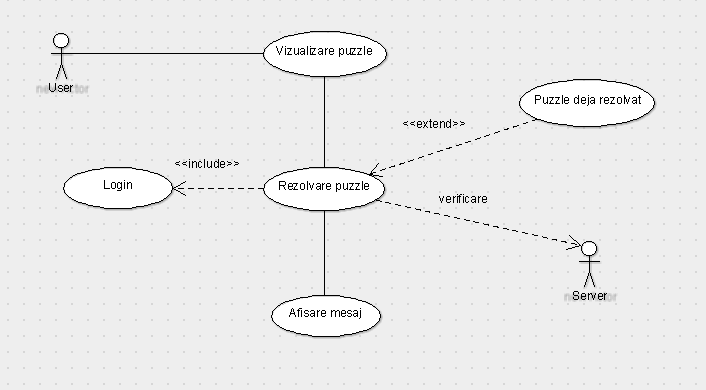 Vizualizare puzzle
User
Puzzle deja rezolvat
<<extend>>
<<include>>
Login
Rezolvare puzzle
verificare
Server
Afisare mesaj